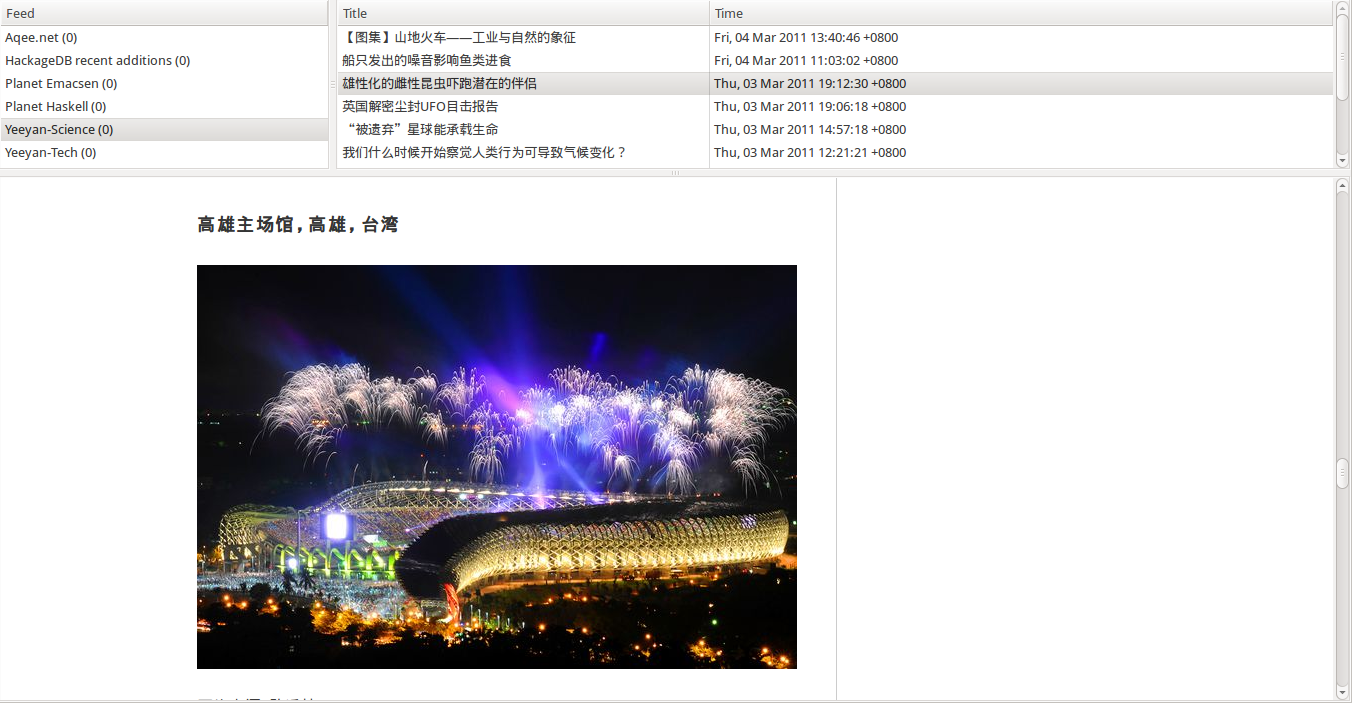 Feed
Title
Time
Aqee.net (0)
HackageDB recent additions (0)
Planet Emacsen (0)
Planet Haskell (0)
Yeeyan-Science (0)
Yeeyan-Tech (0)
【图集】山地火车——工业与自然的象征 Fri, 04 Mar 2011 13:40:46 +0800
船只发出的噪音影响鱼类进食 Fri, 04 Mar 2011 11:03:02 +0800
雄性化的雌性昆虫吓跑潜在的伴侣 Thu, 03 Mar 2011 19:12:30 +0800
英国解密尘封UFO目击报告 Thu, 03 Mar 2011 19:06:18 +0800
“被遗弃”星球能承载生命 Thu, 03 Mar 2011 14:57:18 +0800
我们什么时候开始察觉人类行为可导致气候变化？ Thu, 03 Mar 2011 12:21:21 +0800
高雄主场馆，高雄，台湾